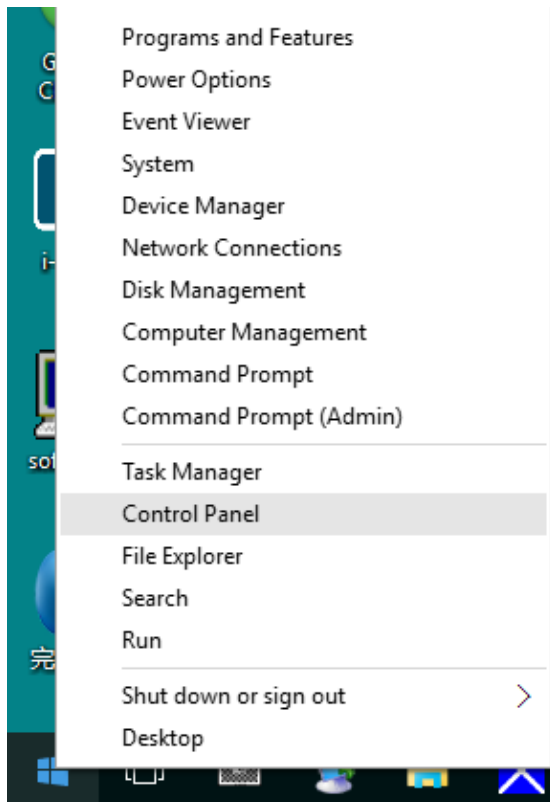 Programs and Features
Power Options
Event Viewer
System
Device Manager
Network Connections
Disk Management
Computer Management
Command Prompt
Command Prompt (Admin)
Task Manager
Control Panel
File Explorer
Search
Run
Shut down or sign out
Desktop